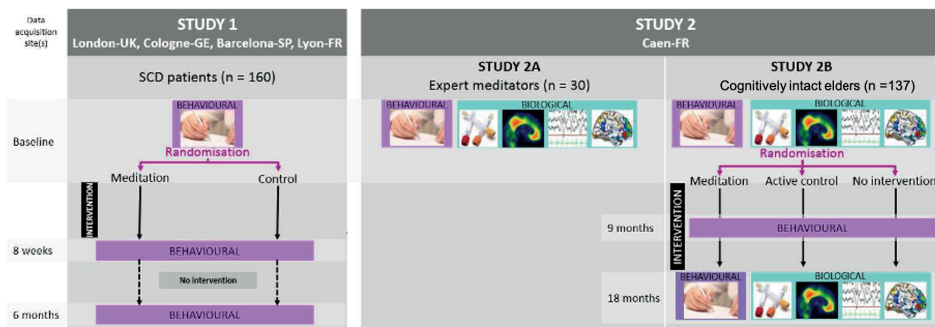 Data
acquisition
site(s)
STUDY 1
London-UK, Cologne-GE, Barcelona-SP, Lyon-FR
STUDY 2
Caen-FR
SCD patients (n = 160)
STUDY 2A
Expert meditators (n = 30)
STUDY 2B
Cognitively intact elders (n =137)
Baseline
BEHAVIOURAL
Randomisation
Meditation
Control
BEHAVIOURAL
BIOLOGICAL
BEHAVIOURAL
BIOLOGICAL
Randomisation
Meditation
Active control
No intervention
INTERVENTION
INTERVENTION
9 months
BEHAVIOURAL
8 weeks
BEHAVIOURAL
No intervention
18 months
BEHAVIOURAL
BIOLOGICAL
6 months
BEHAVIOURAL